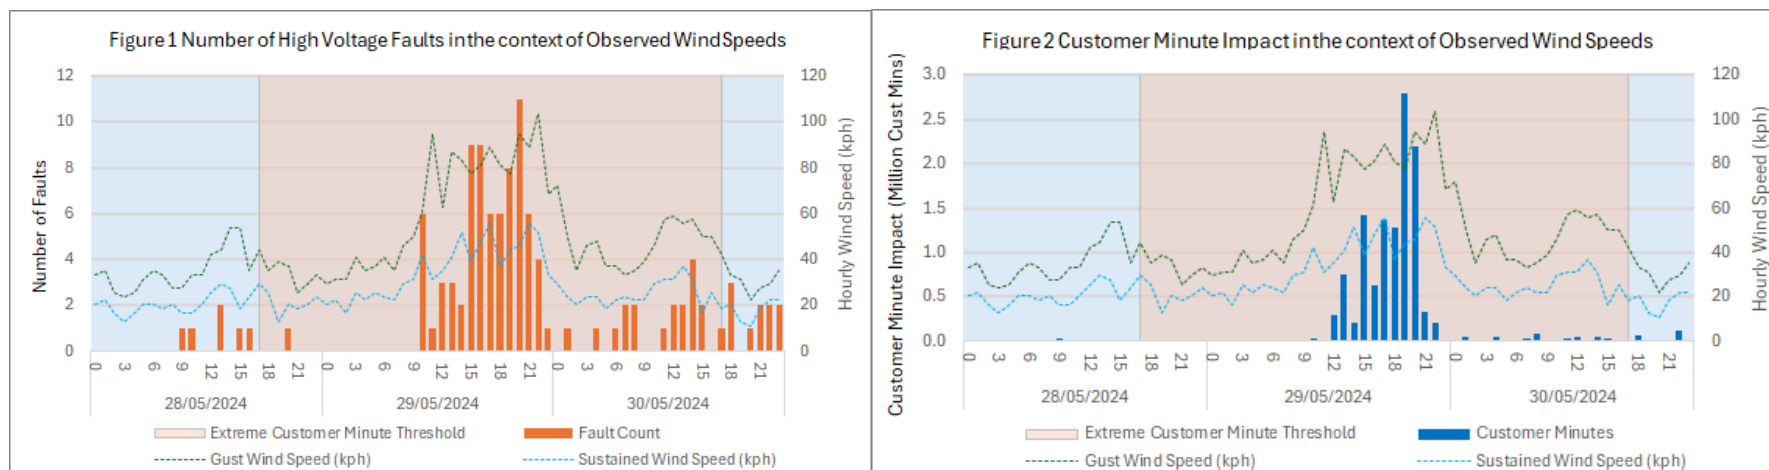 Figure 1 Number of High Voltage Faults in the context of Observed Wind Speeds
Number of Faults
12
10
8
6
4
2
0
120
100
80
60
40
20
0
Hourly Wind Speed (kph)
0 3 6 9 12 15 18 21 0 3 6 9 12 15 18 21 0 3 6 9 12 15 18 21
28/05/2024 29/05/2024 30/05/2024
Extreme Customer Minute Threshold Fault Count
Gust Wind Speed (kph) Sustained Wind Speed (kph)
Figure 2 Customer Minute Impact in the context of Observed Wind Speeds
Customer Minute Impact (Million Cust Mins)
3.0
2.5
2.0
1.5
1.0
0.5
0.0
120
100
80
60
40
20
0
Hourly Wind Speed (kph)
0 3 6 9 12 15 18 21 0 3 6 9 12 15 18 21 0 3 6 9 12 15 18 21
28/05/2024 29/05/2024 30/05/2024
Extreme Customer Minute Threshold Customer Minutes
Gust Wind Speed (kph) Sustained Wind Speed (kph)